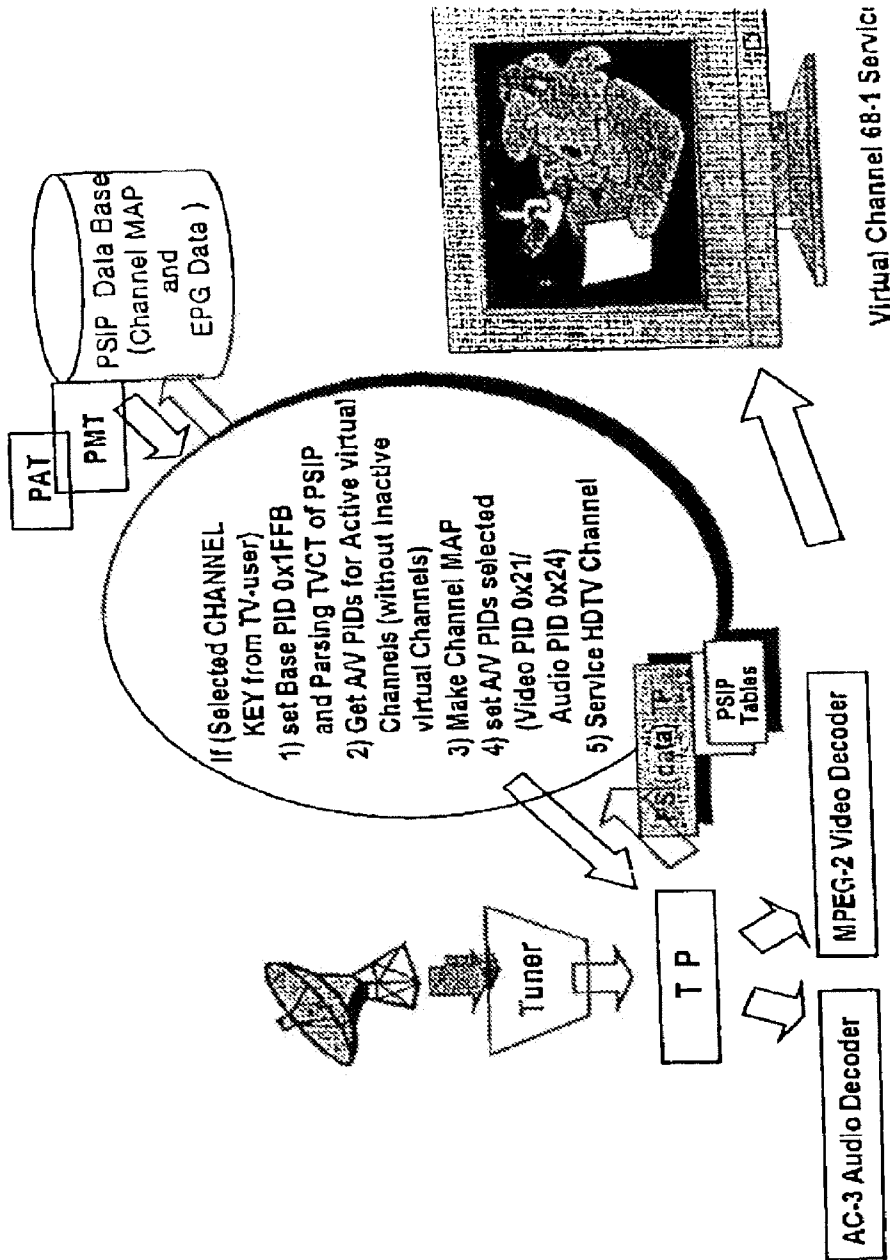 PAT
PMT
PSIP Data Base
(Channel MAP
and
EPG Data )
If (Selected CHANNEL
KEY from TV-user)
1) set Base PID 0x1FFB
and Parsing TVCT of PSIP
2) Get A/V PIDs for Active virtual
Channels (without Inactive
virtual Channels)
3) Make Channel MAP
4) set A/V PIDs selected
(Video PID 0x21/
Audio PID 0x24)
5) Service HDTV Channel
Tuner
T P
ES (data) TP
PSIP
Tables
AC-3 Audio Decoder
MPEG-2 Video Decoder
Virtual Channel 68-1 Servic